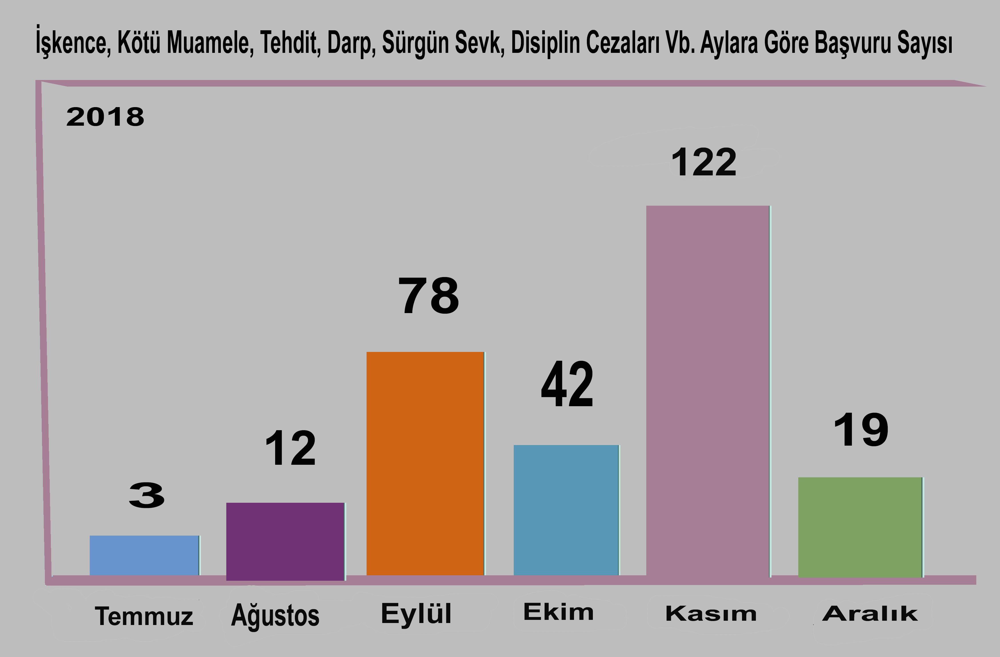 İşkence, Kötü Muamele, Tehdit, Darp, Sürgün Sevk, Disiplin Cezaları Vb. Aylara Göre Başvuru Sayısı
2018
3
12
78
42
122
19
Temmuz
Ağustos
Eylül
Ekim
Kasım
Aralık